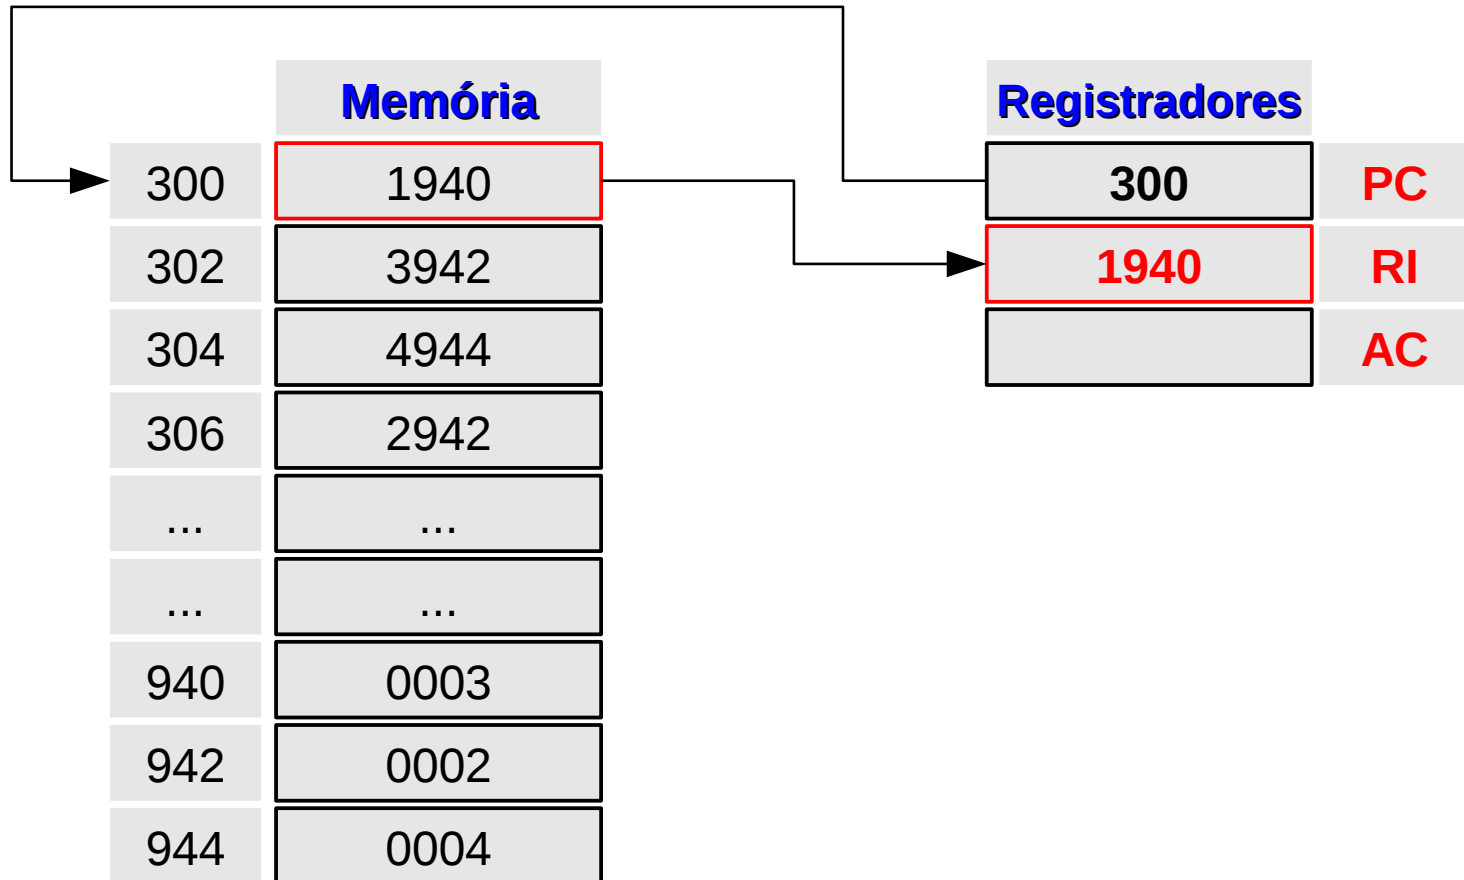 Memória Registradores
300 1940 300 PC
302 3942 1940 RI
304 4944 AC
306 2942
... ...
... ...
940 0003
942 0002
944 0004